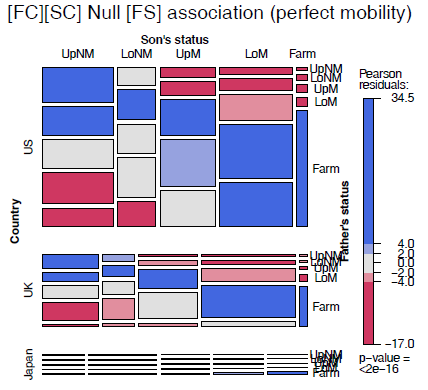 [FC][SC] Null [FS] association (perfect mobility)
Son's status
UpNM LoNM UpM LoM Farm
Country
US
UK
Japan
UpNM
LoNM
UpM
LoM
Farm
UpNM
LoNM
UpM
LoM
Farm
UpNM
LoM
Farm
Father's status
Pearson
residuals:
34.5
4.0
2.0
0.0
−2.0
−4.0
−17.0
p−value =
<2e−16